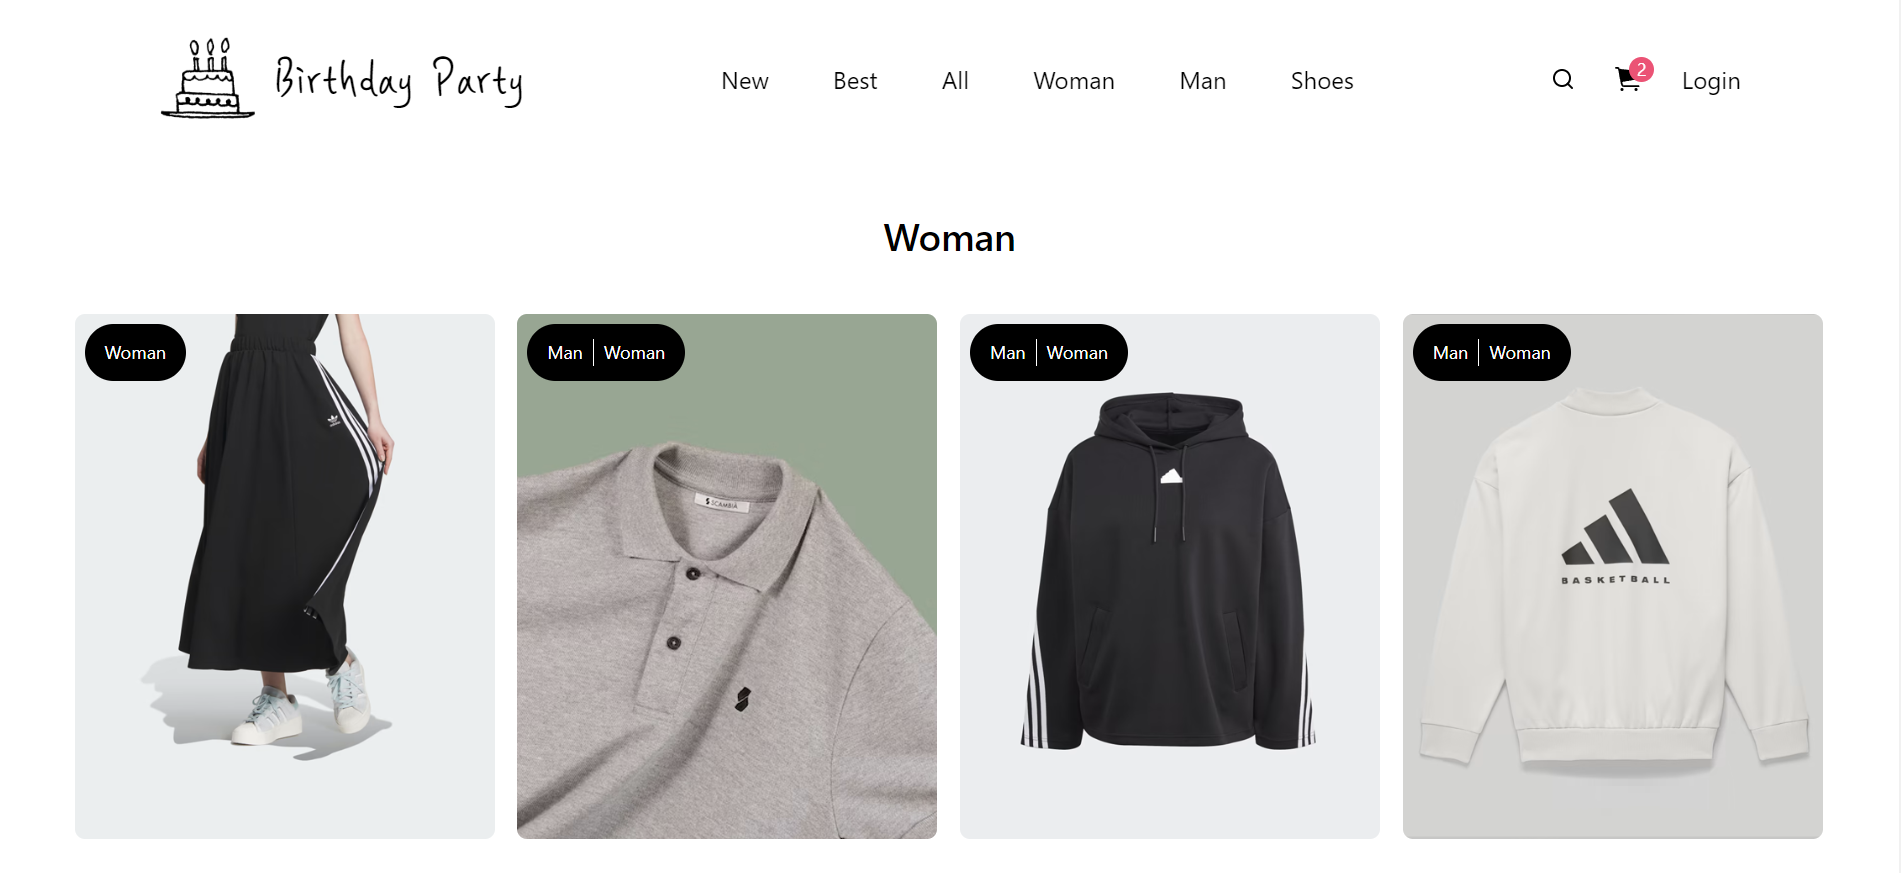 Birthday Party
New
Best
All
Woman
Man
Shoes
2
Login
Woman
Woman
Man | Woman
Man | Woman
Man | Woman
SCAMBIA
BASKETBALL